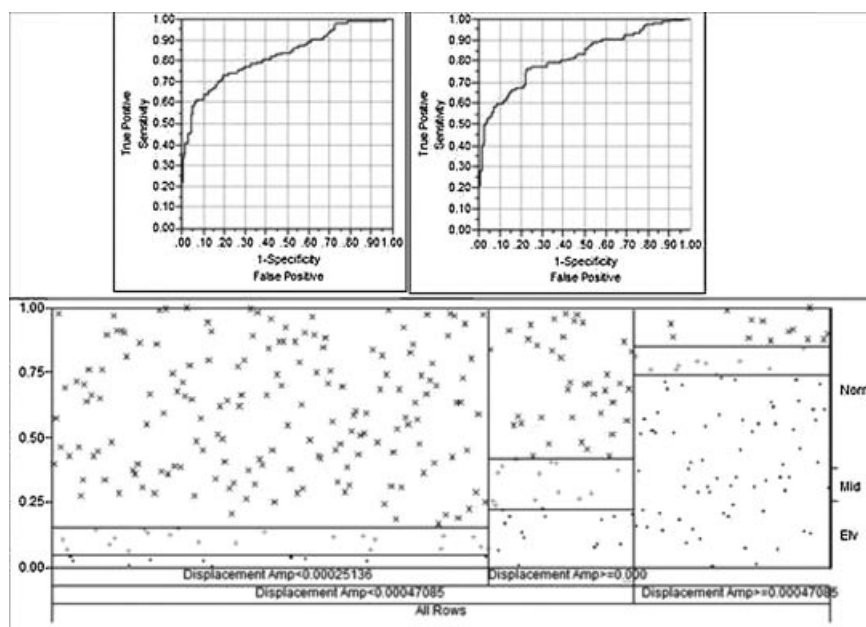 1.00
0.90
0.80
0.70
0.60
0.50
0.40
0.30
0.20
0.10
0.00
True Positive
Sensitivity
.00 .10 .20 .30 .40 .50 .60 .70 .80 .90 1.00
1-Specificity
False Positive
1.00
0.90
0.80
0.70
0.60
0.50
0.40
0.30
0.20
0.10
0.00
True Positive
Sensitivity
.00 .10 .20 .30 .40 .50 .60 .70 .80 .90 1.00
1-Specificity
False Positive
1.00
0.75
0.50
0.25
0.00
Norr
Mid
Elv
Displacement Amp<0.00025136 Displacement Amp>=0.000
Displacement Amp<0.00047085 Displacement Amp>=0.00047085
All Rows